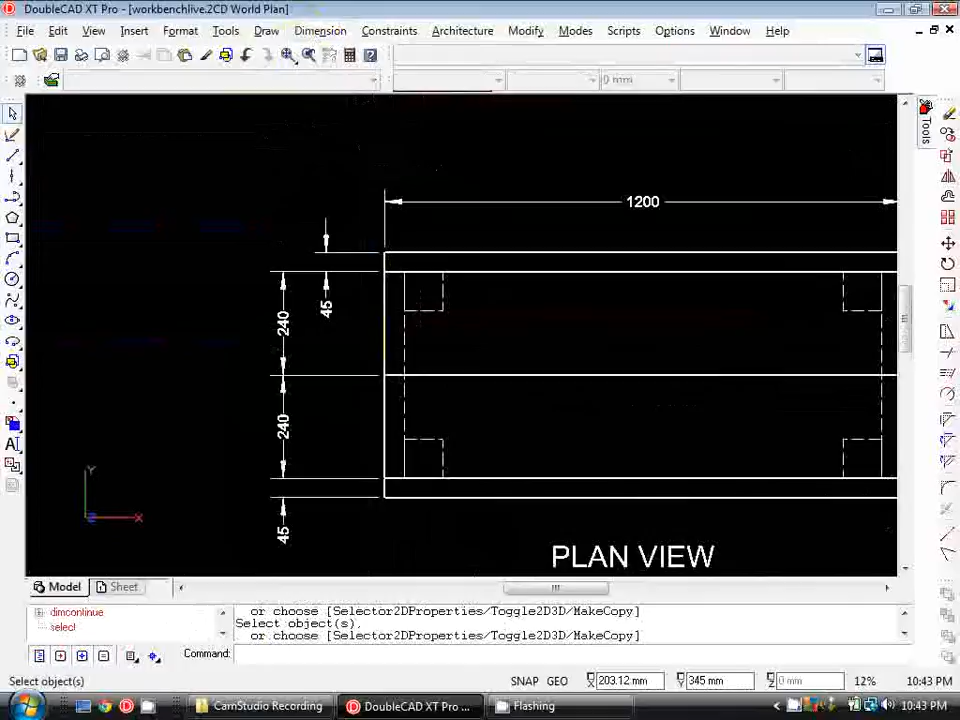 DoubleCAD XT Pro - [workbenchlive.2CD World Plan]
File Edit View Insert Format Tools Draw Dimension Constraints Architecture Modify Modes Scripts Options Window Help
0 mm
Tools
1200
45
240
240
45
PLAN VIEW
Y
X
Model Sheet
dimcontinue
select
or choose [Selector2DProperties/Toggle2D3D/MakeCopy]
Select object(s),
or choose [Selector2DProperties/Toggle2D3D/MakeCopy]
Command:
Select object(s) SNAP GEO X 203.12 mm Y 345 mm Z 0 mm 12% 10:43 PM
CamStudio Recording DoubleCAD XT Pro ... Flashing 10:43 PM